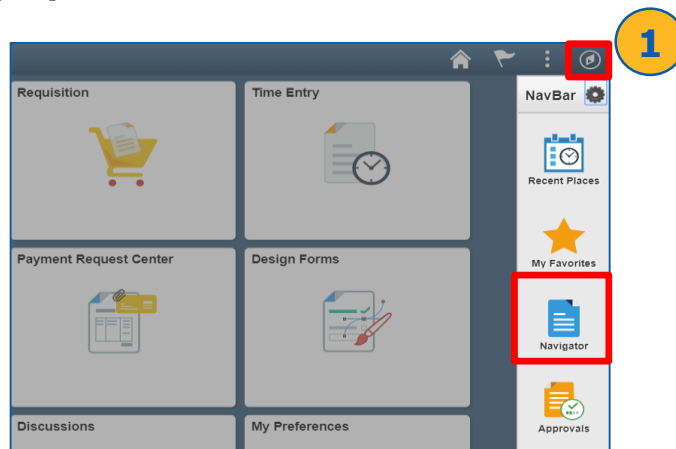 1
Requisition
Time Entry
NavBar
Recent Places
Payment Request Center
Design Forms
My Favorites
Navigator
Discussions
My Preferences
Approvals